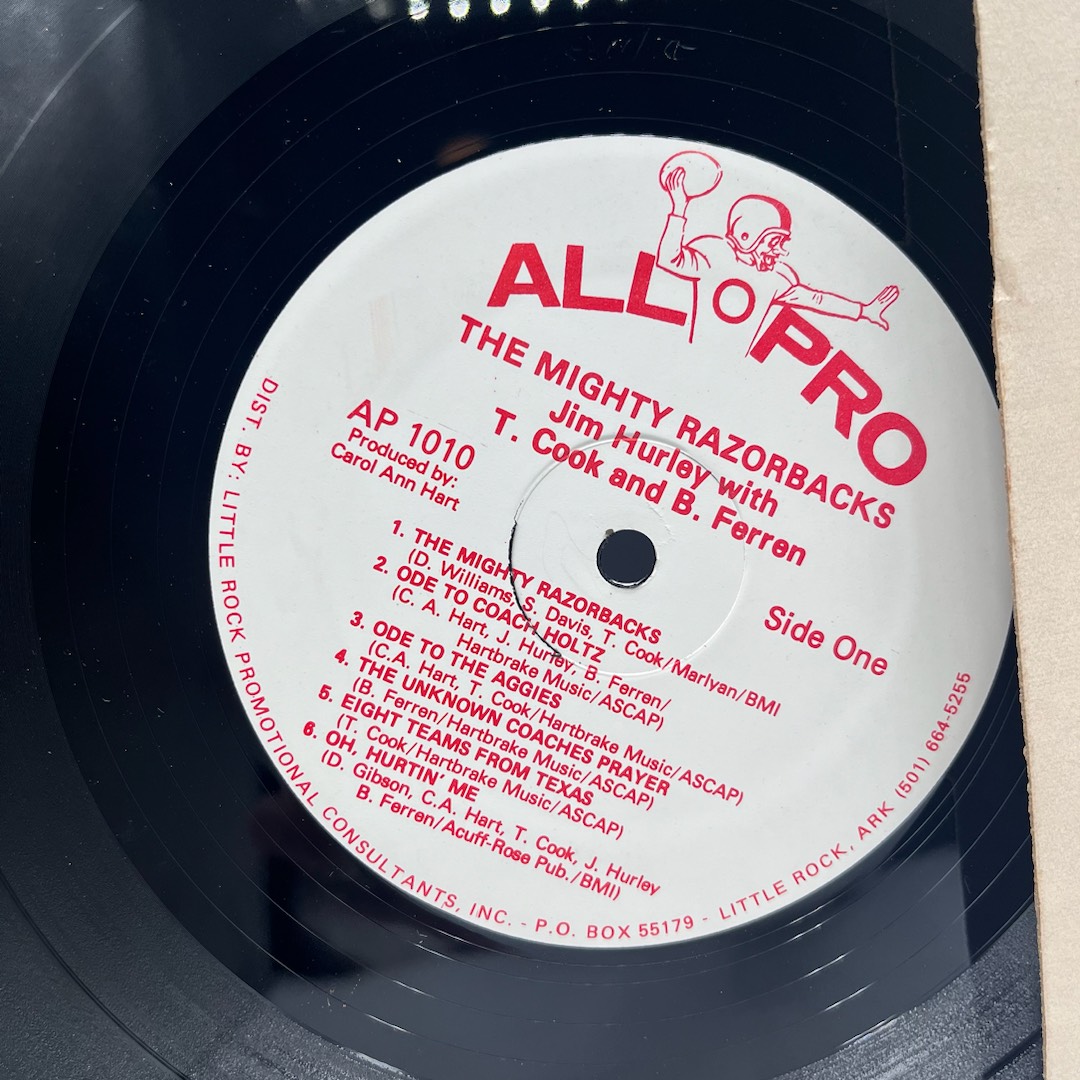 ALL PRO
THE MIGHTY RAZORBACKS
Jim Hurley with
T. Cook and B. Ferren
AP 1010
Produced by:
Carol Ann Hart
Side One
1. THE MIGHTY RAZORBACKS
(D. Williams, S. Davis, T. Cook/Marlyan/BMI
2. ODE TO COACH HOLTZ
(C. A. Hart, J. Hurley, B. Ferren/
Hartbrake Music/ASCAP)
3. ODE TO THE AGGIES
(C.A. Hart, T. Cook/Hartbrake Music/ASCAP)
4. THE UNKNOWN COACHES PRAYER
(B. Ferren/Hartbrake Music/ASCAP)
5. EIGHT TEAMS FROM TEXAS
(T. Cook/Hartbrake Music/ASCAP)
6. OH, HURTIN' ME
(D. Gibson, C.A. Hart, T. Cook, J. Hurley
B. Ferren/Acuff-Rose Pub./BMI)
DIST. BY: LITTLE ROCK PROMOTIONAL CONSULTANTS, INC. - P.O. BOX 55179 - LITTLE ROCK, ARK (501) 664-5255